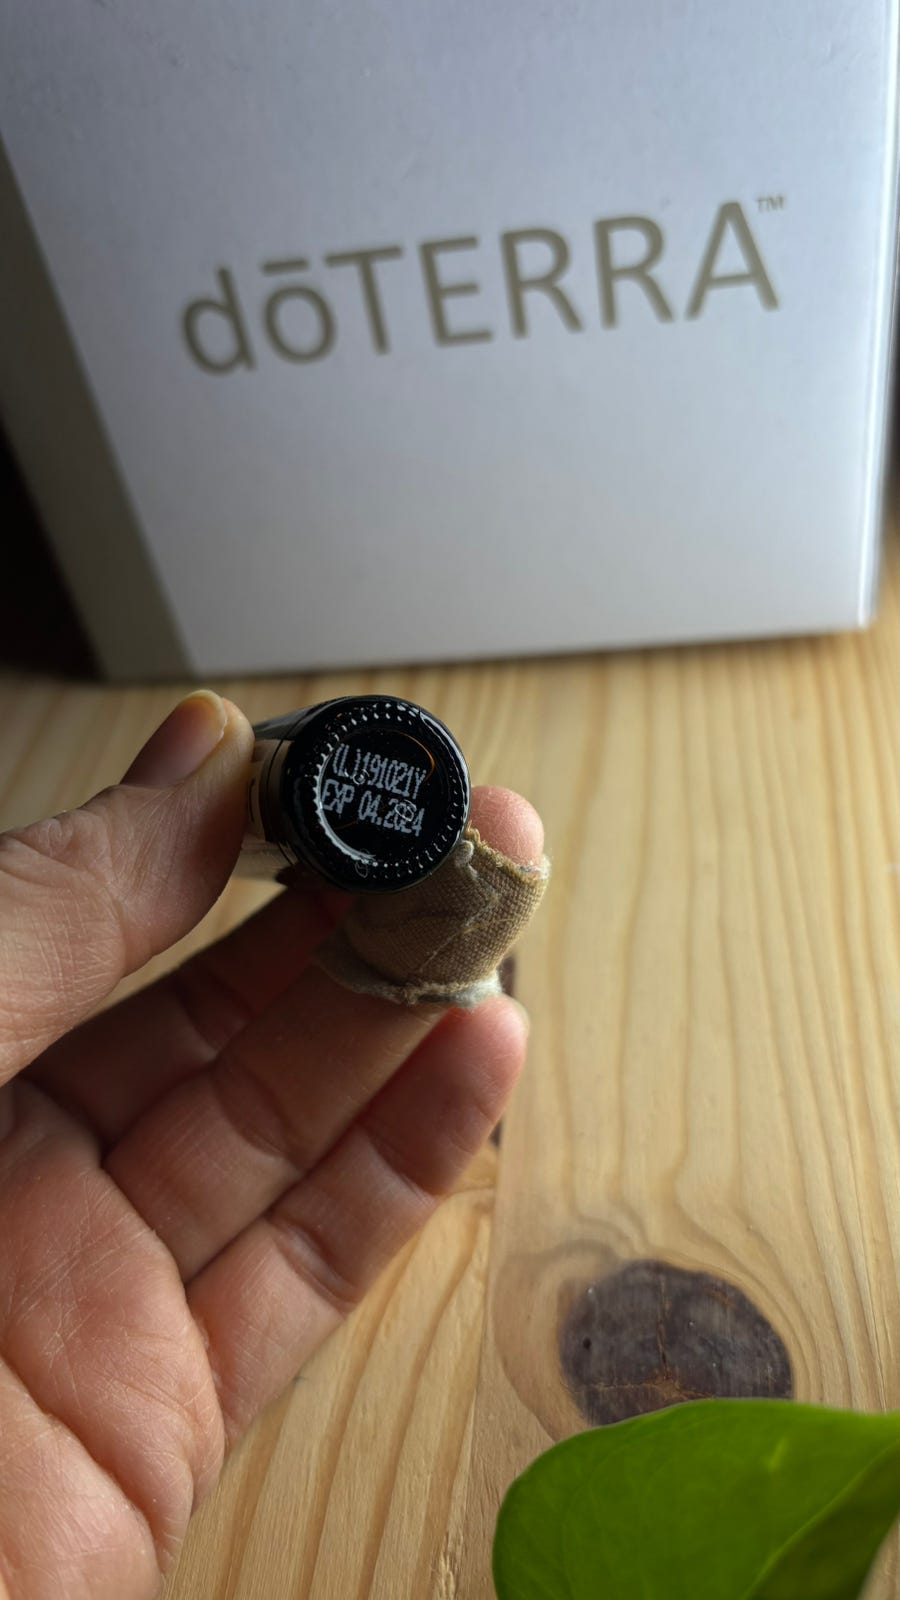 dōTERRA™
(L)191021Y
EXP 04.2024